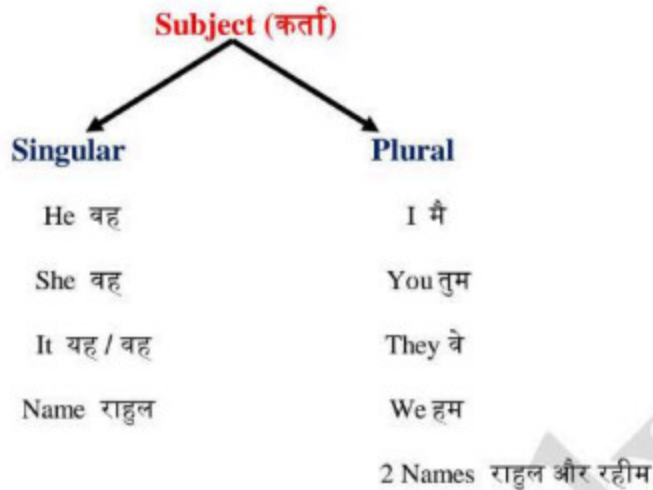 Subject (कर्ता)
Singular Plural
He वह I मै
She वह You तुम
It यह / वह They वे
Name राहुल We हम
2 Names राहुल और रहीम